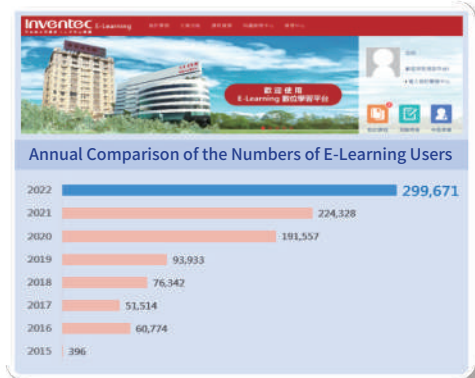 Inventec E-Learning
歡迎使用
E-Learning 數位學習平台
Annual Comparison of the Numbers of E-Learning Users
2022 299,671
2021 224,328
2020 191,557
2019 93,933
2018 76,342
2017 51,514
2016 60,774
2015 396